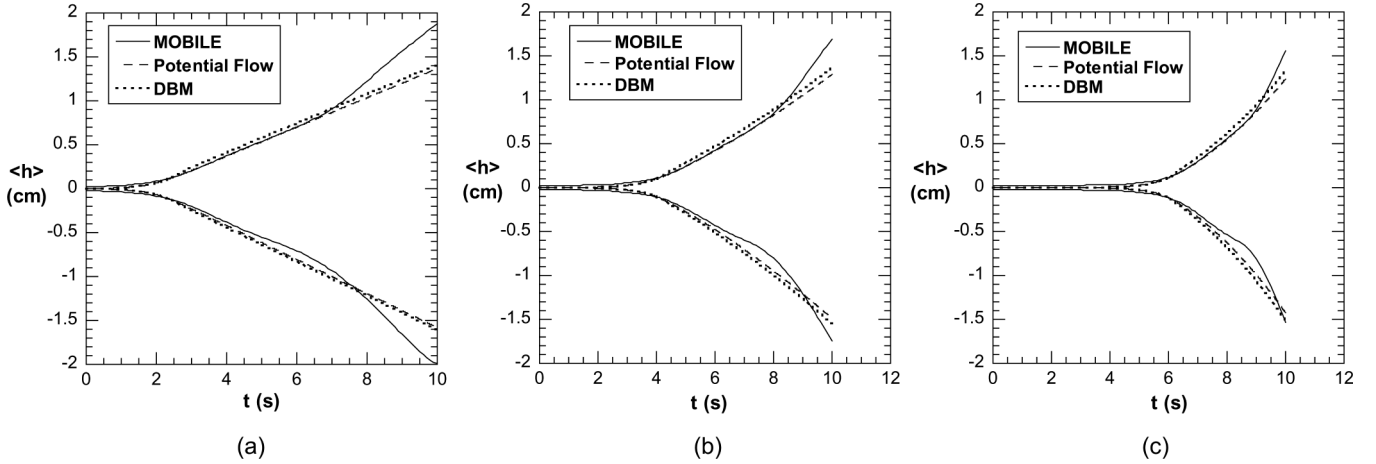 2
1.5
1
0.5
0
-0.5
-1
-1.5
-2
<h>
(cm)
MOBILE
Potential Flow
DBM
0 2 4 6 8 10
t (s)
(a)
2
1.5
1
0.5
0
-0.5
-1
-1.5
-2
<h>
(cm)
MOBILE
Potential Flow
DBM
0 2 4 6 8 10 12
t (s)
(b)
2
1.5
1
0.5
0
-0.5
-1
-1.5
-2
<h>
(cm)
MOBILE
Potential Flow
DBM
0 2 4 6 8 10 12
t (s)
(c)